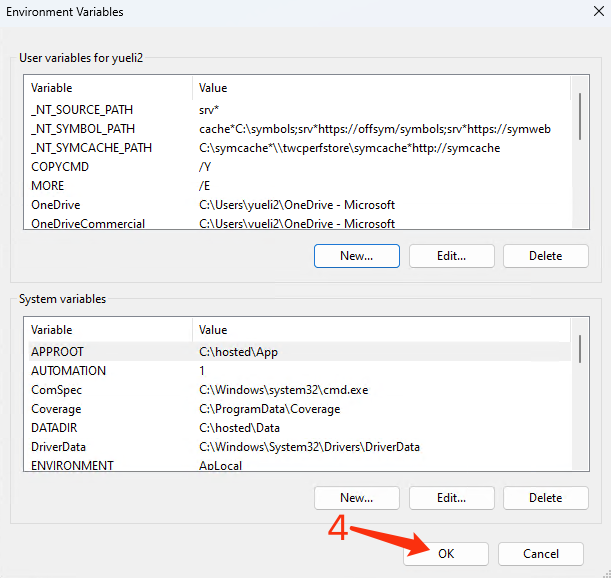 Environment Variables
User variables for yueli2
Variable Value
_NT_SOURCE_PATH srv*
_NT_SYMBOL_PATH cache*C:\symbols;srv*https://offsym/symbols;srv*https://symweb
_NT_SYMCACHE_PATH C:\symcache*\\twcperfstore\symcache*http://symcache
COPYCMD /Y
MORE /E
OneDrive C:\Users\yueli2\OneDrive - Microsoft
OneDriveCommercial C:\Users\yueli2\OneDrive - Microsoft
New... Edit... Delete
System variables
Variable Value
APPROOT C:\hosted\App
AUTOMATION 1
ComSpec C:\Windows\system32\cmd.exe
Coverage C:\ProgramData\Coverage
DATADIR C:\hosted\Data
DriverData C:\Windows\System32\Drivers\DriverData
ENVIRONMENT ApLocal
New... Edit... Delete
4
OK Cancel